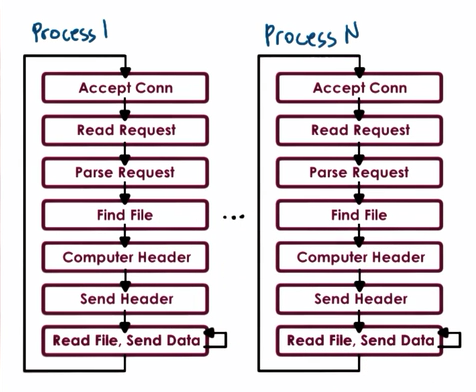 Process 1
Accept Conn
Read Request
Parse Request
Find File
Computer Header
Send Header
Read File, Send Data
...
Process N
Accept Conn
Read Request
Parse Request
Find File
Computer Header
Send Header
Read File, Send Data